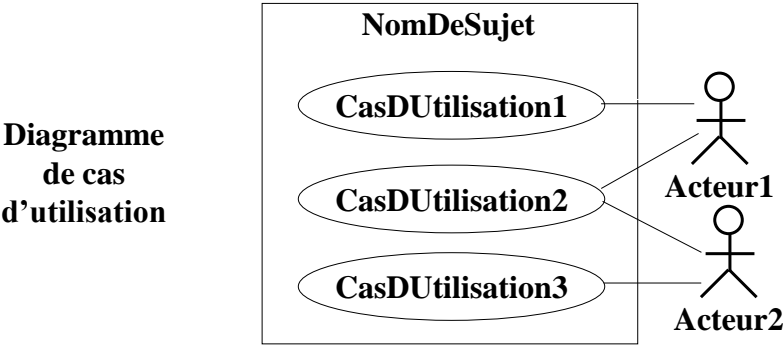 NomDeSujet
CasDUtilisation1
Diagramme
de cas
d’utilisation
CasDUtilisation2
Acteur1
CasDUtilisation3
Acteur2